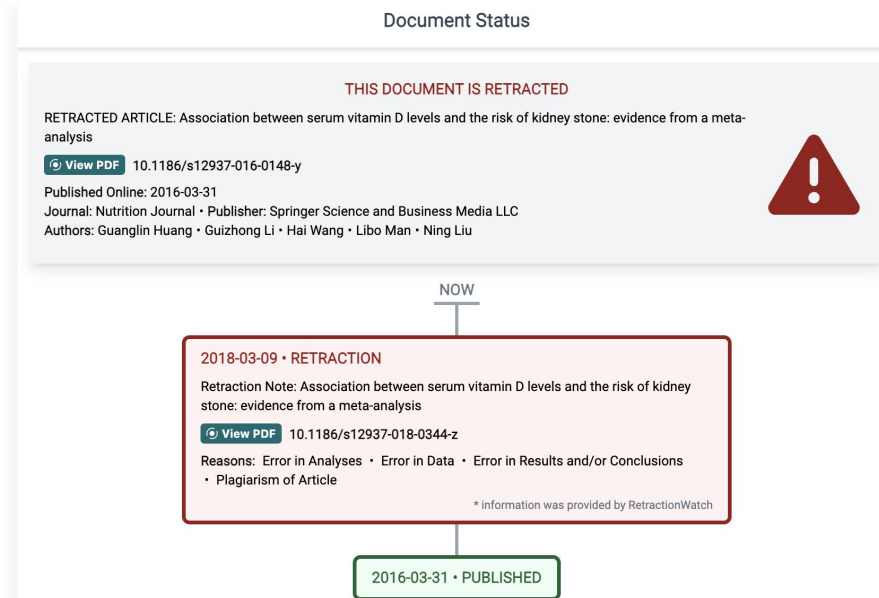 Document Status
THIS DOCUMENT IS RETRACTED
RETRACTED ARTICLE: Association between serum vitamin D levels and the risk of kidney stone: evidence from a meta-
analysis
View PDF 10.1186/s12937-016-0148-y
Published Online: 2016-03-31
Journal: Nutrition Journal • Publisher: Springer Science and Business Media LLC
Authors: Guanglin Huang • Guizhong Li • Hai Wang • Libo Man • Ning Liu
NOW
2018-03-09 • RETRACTION
Retraction Note: Association between serum vitamin D levels and the risk of kidney
stone: evidence from a meta-analysis
View PDF 10.1186/s12937-018-0344-z
Reasons: Error in Analyses • Error in Data • Error in Results and/or Conclusions
• Plagiarism of Article
* information was provided by RetractionWatch
2016-03-31 • PUBLISHED